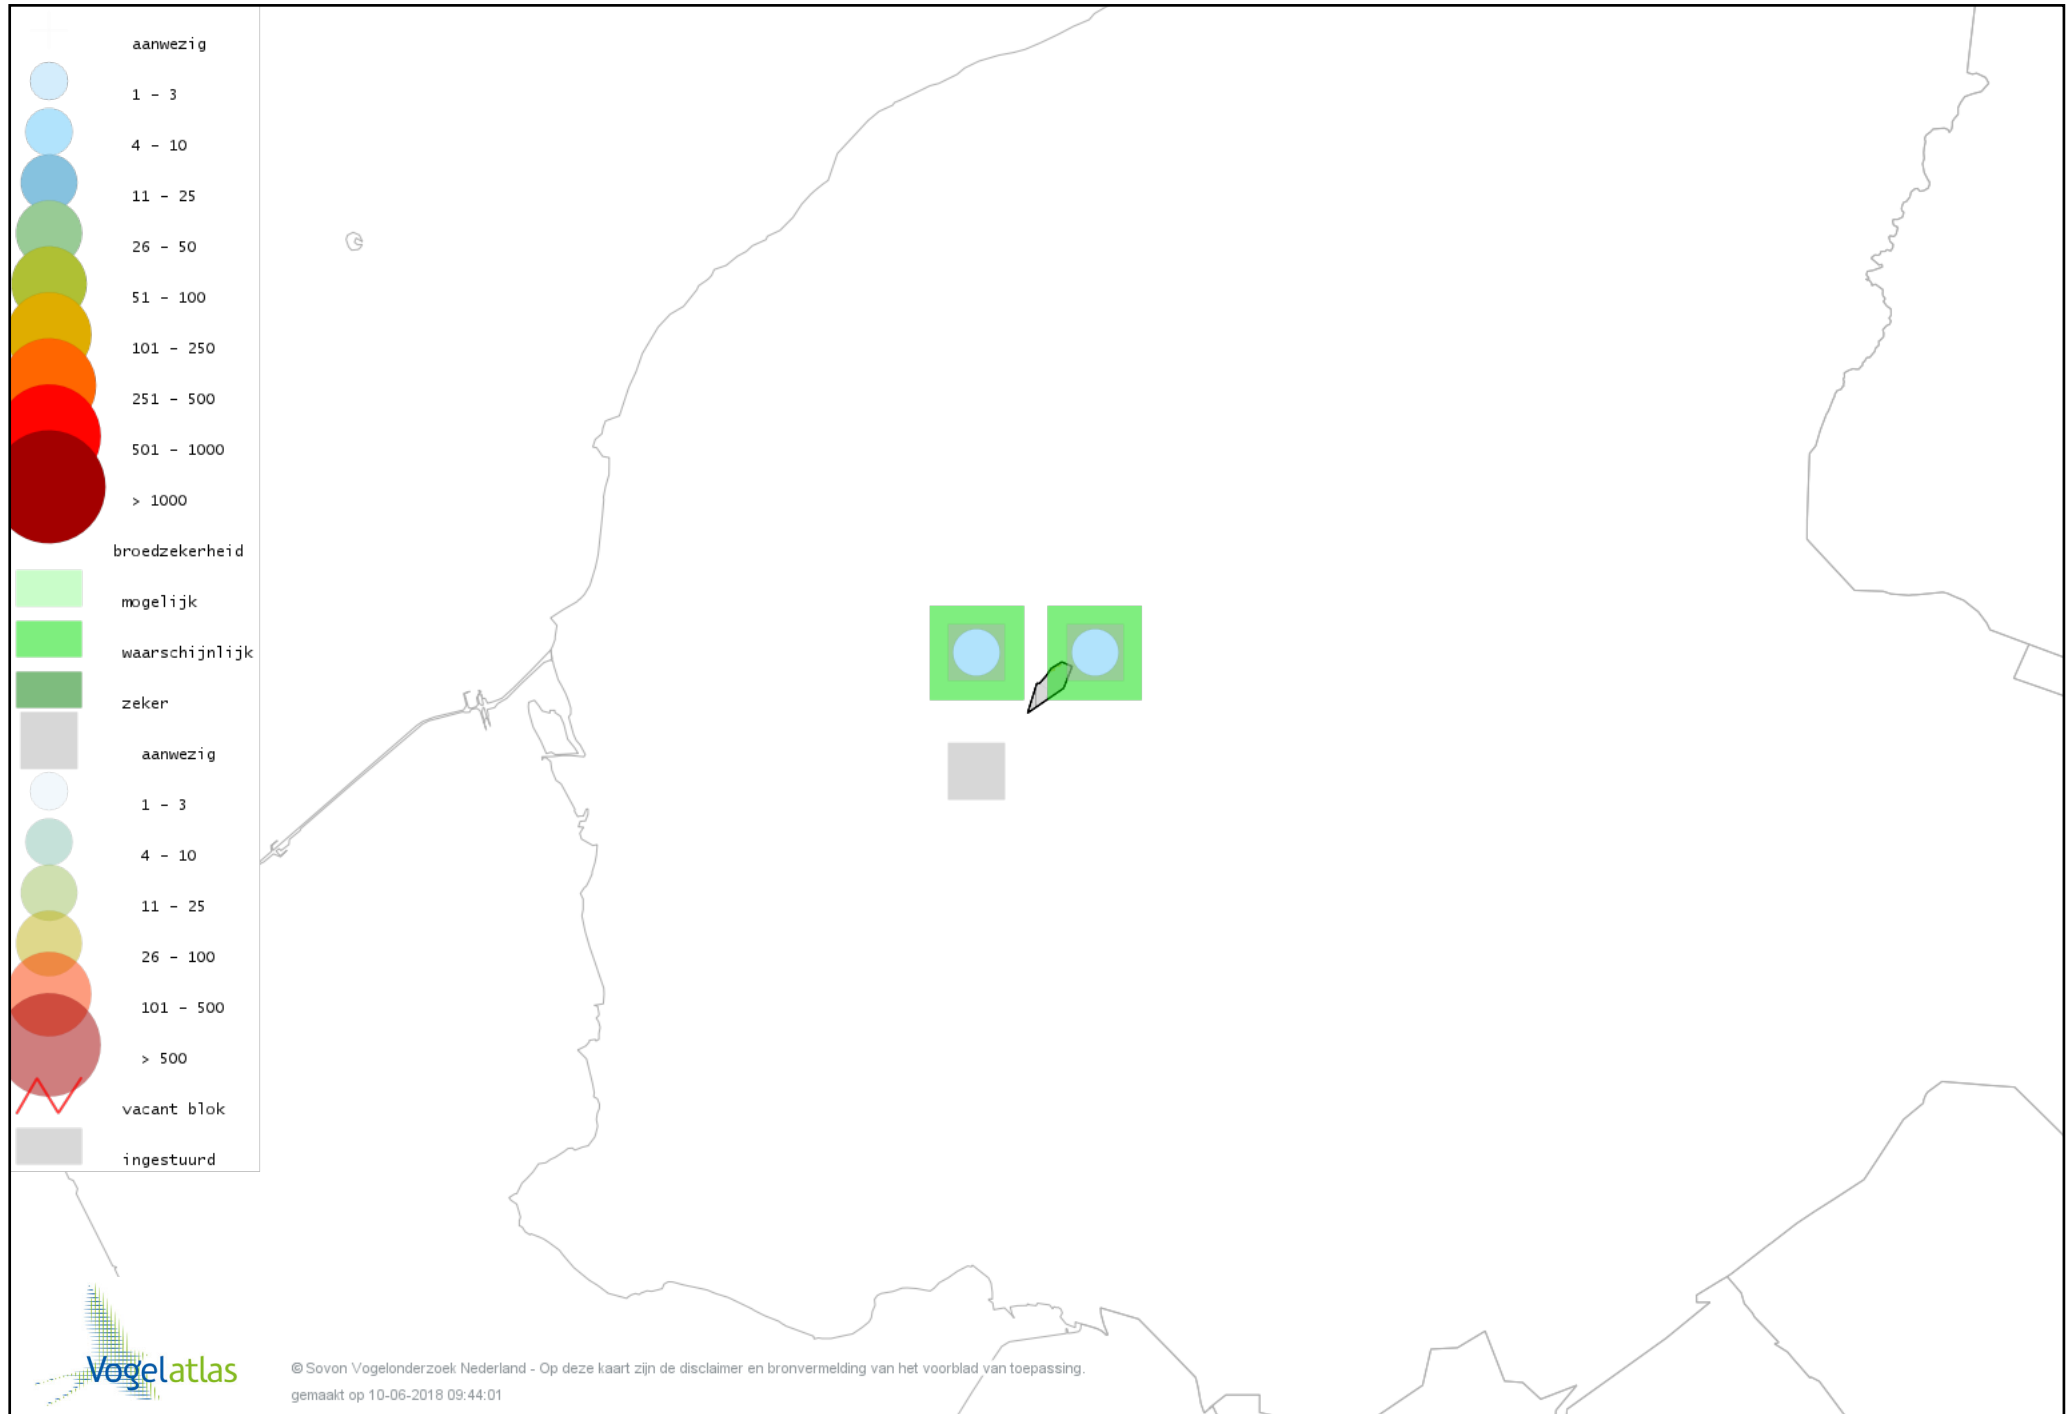 aanwezig
1 - 3
4 - 10
11 - 25
26 - 50
51 - 100
101 - 250
251 - 500
501 - 1000
> 1000
broedzekerheid
mogelijk
waarschijnlijk
zeker
aanwezig
1 - 3
4 - 10
11 - 25
26 - 100
101 - 500
> 500
vacant blok
ingestuurd
Vogelatlas
© Sovon Vogelonderzoek Nederland - Op deze kaart zijn de disclaimer en bronvermelding van het voorblad van toepassing.
gemaakt op 10-06-2018 09:44:01